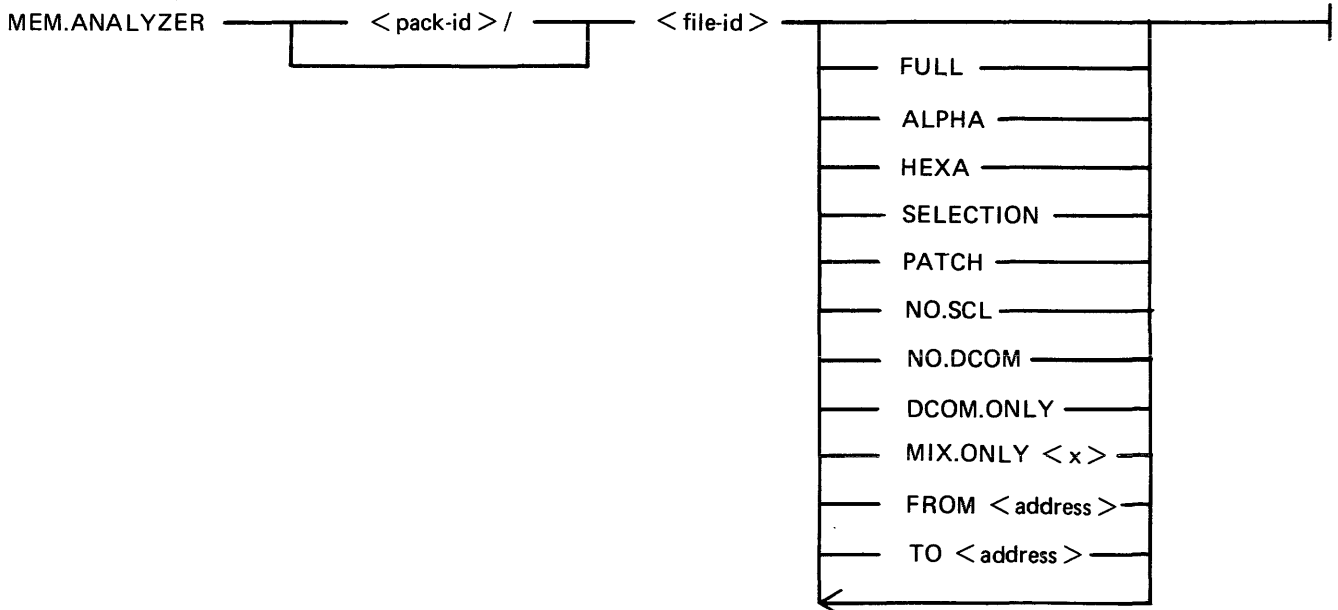 MEM.ANALYZER <pack-id>/ <file-id>
FULL
ALPHA
HEXA
SELECTION
PATCH
NO.SCL
NO.DCOM
DCOM.ONLY
MIX.ONLY <x>
FROM <address>
TO <address>